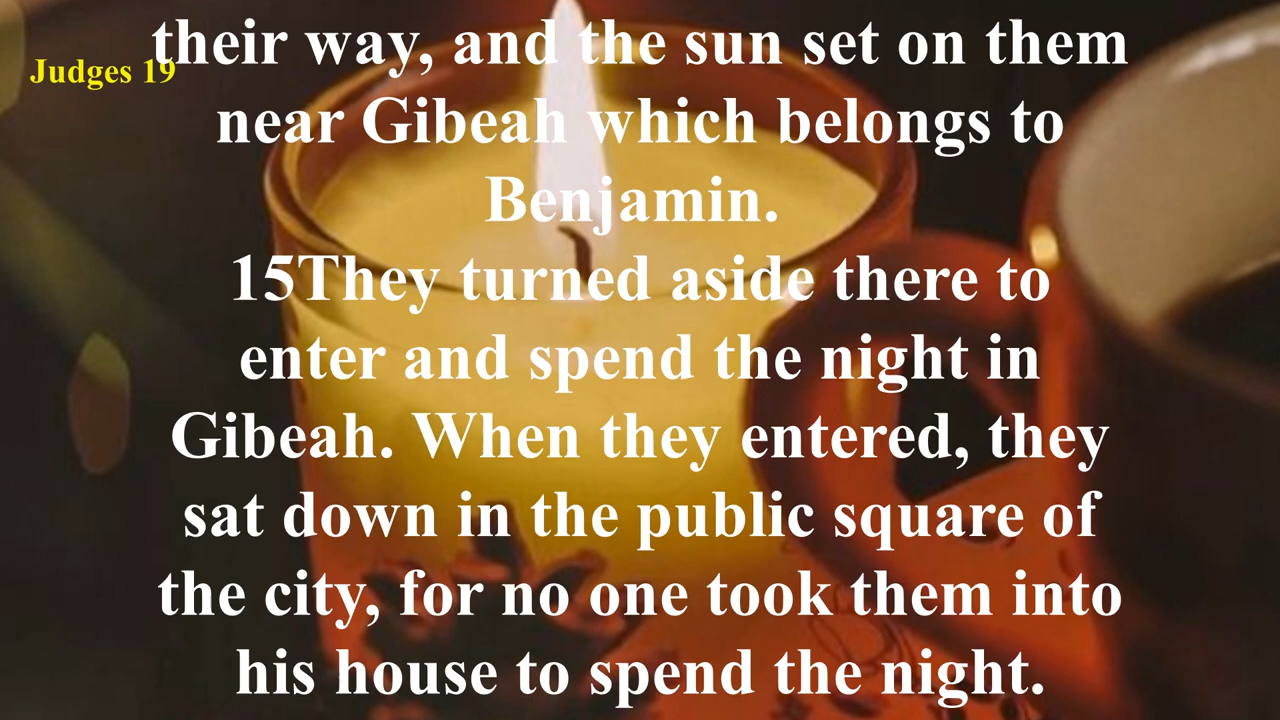 their way, and the sun set on them
Judges 19
near Gibeah which belongs to
Benjamin.
15They turned aside there to
enter and spend the night in
Gibeah. When they entered, they
sat down in the public square of
the city, for no one took them into
his house to spend the night.